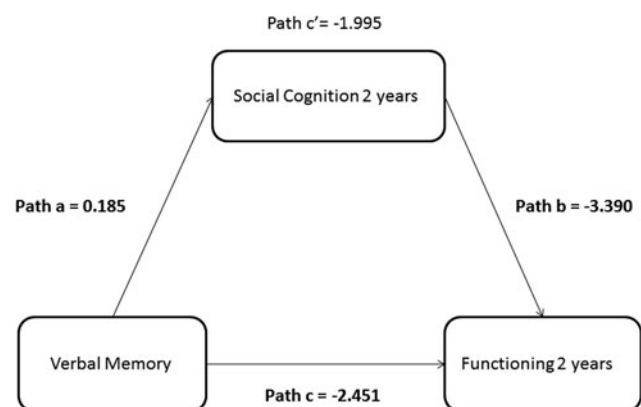 Path c’= -1.995
Social Cognition 2 years
Path a = 0.185
Path b = -3.390
Verbal Memory
Functioning 2 years
Path c = -2.451